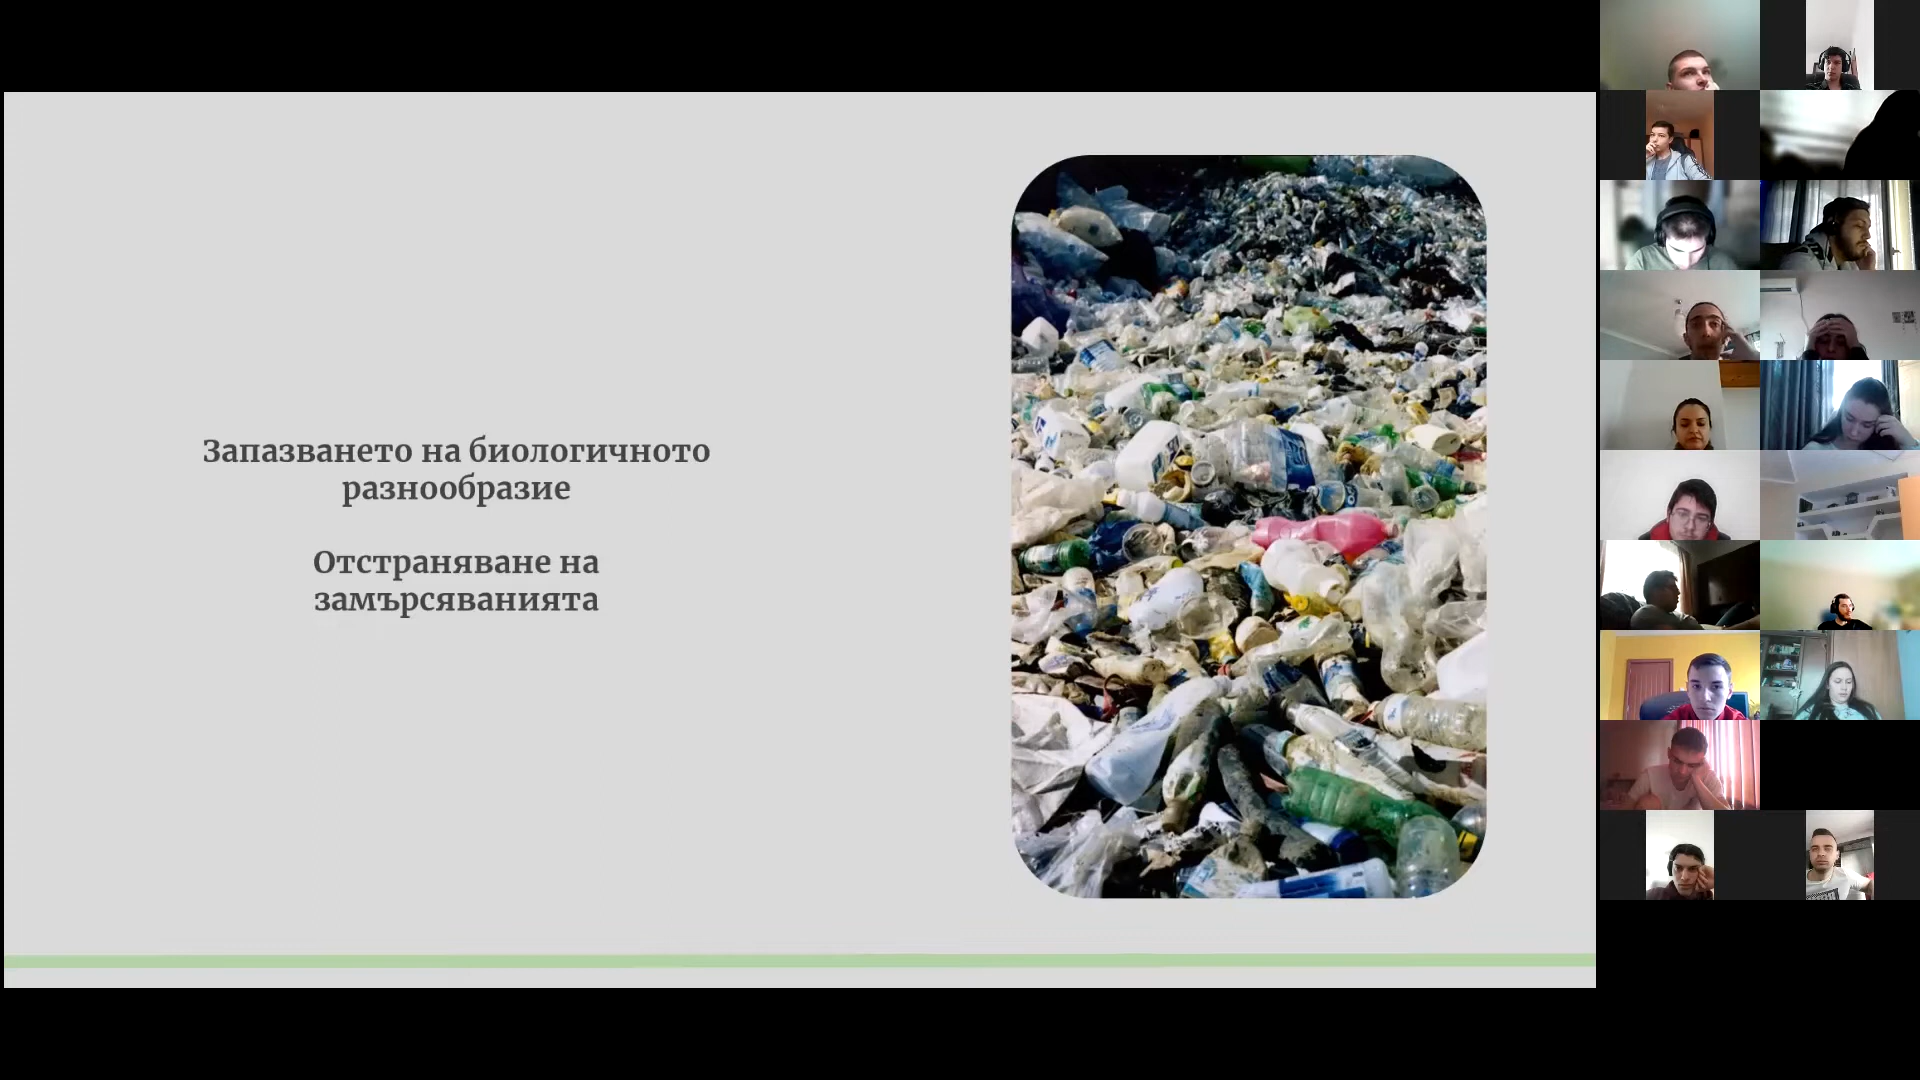 Запазването на биологичното
разнообразие
Отстраняване на
замърсяванията